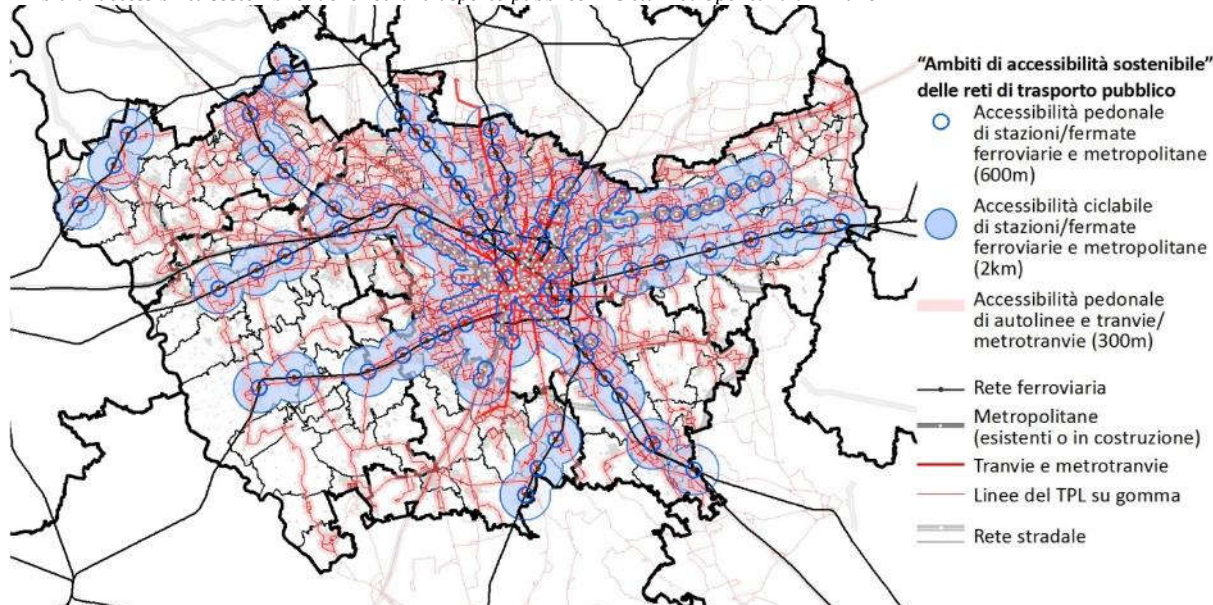 “Ambiti di accessibilità sostenibile”
delle reti di trasporto pubblico
Accessibilità pedonale
di stazioni/fermate
ferroviarie e metropolitane
(600m)
Accessibilità ciclabile
di stazioni/fermate
ferroviarie e metropolitane
(2km)
Accessibilità pedonale
di autolinee e tranvie/
metrotranvie (300m)
Rete ferroviaria
Metropolitane
(esistenti o in costruzione)
Tranvie e metrotranvie
Linee del TPL su gomma
Rete stradale